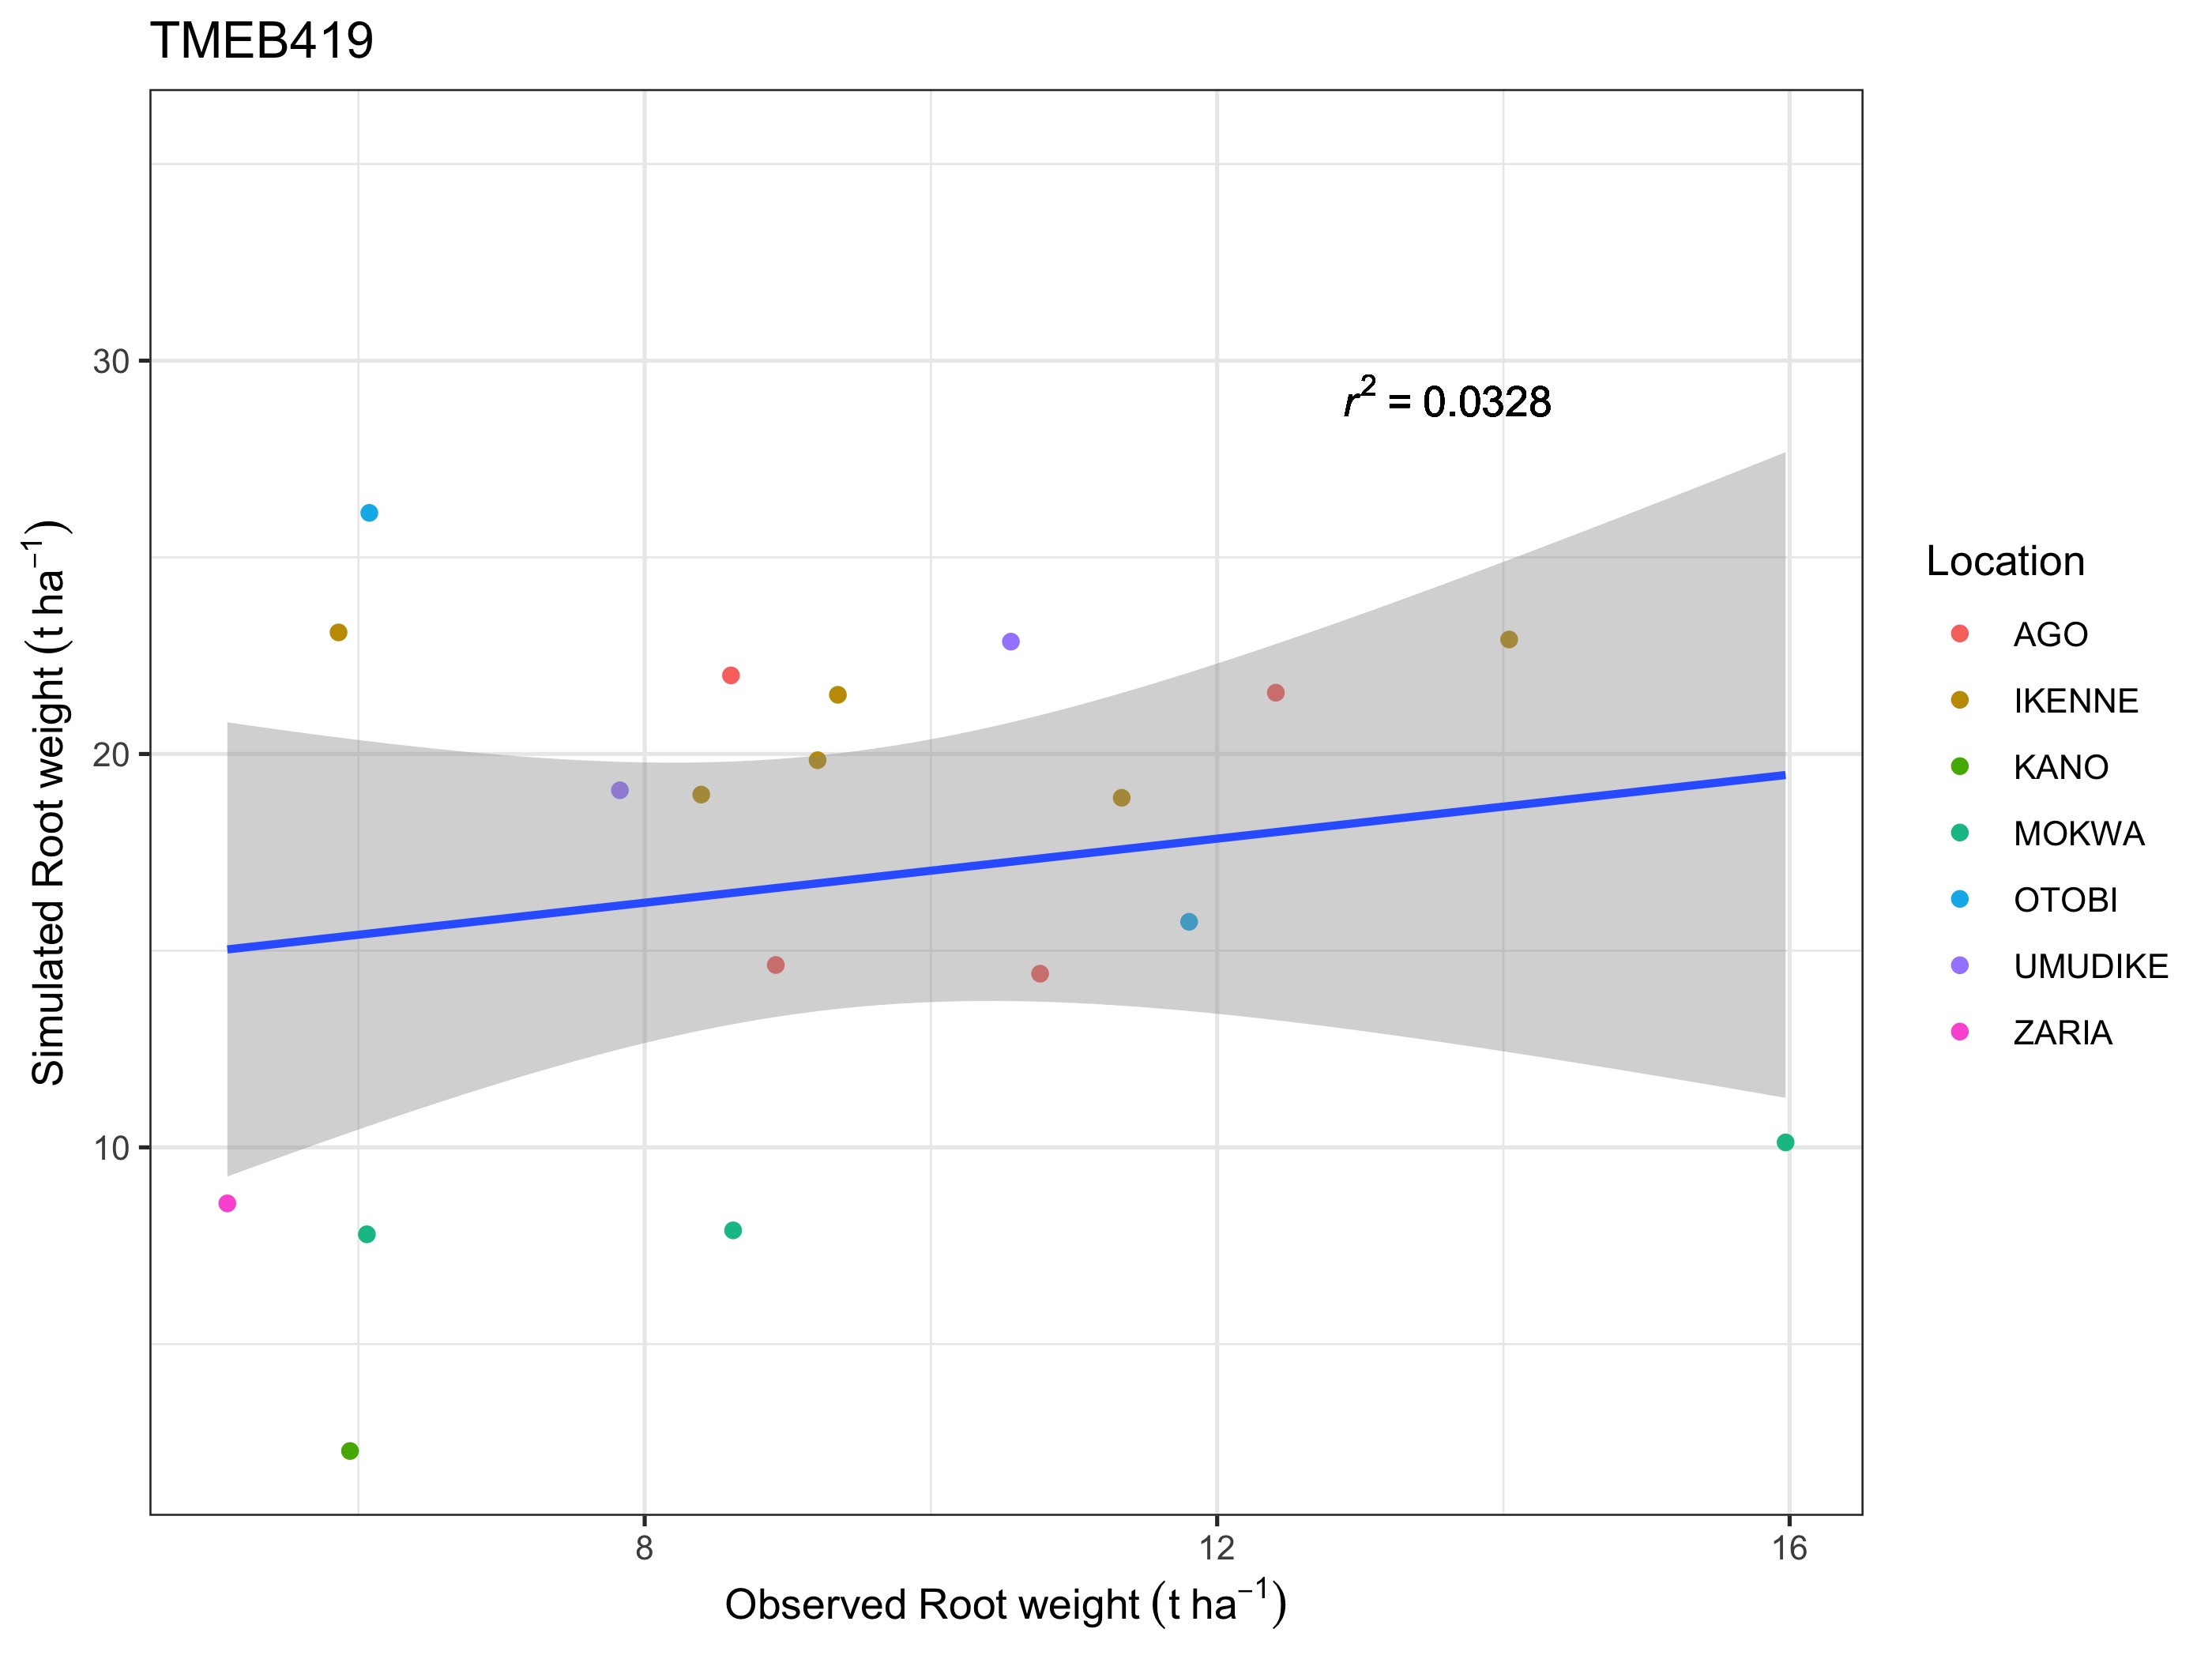 TMEB419
30
20
10
r² = 0.0328
Simulated Root weight (t ha⁻¹)
8
12
16
Observed Root weight (t ha⁻¹)
Location
AGO
IKENNE
KANO
MOKWA
OTOBI
UMUDIKE
ZARIA